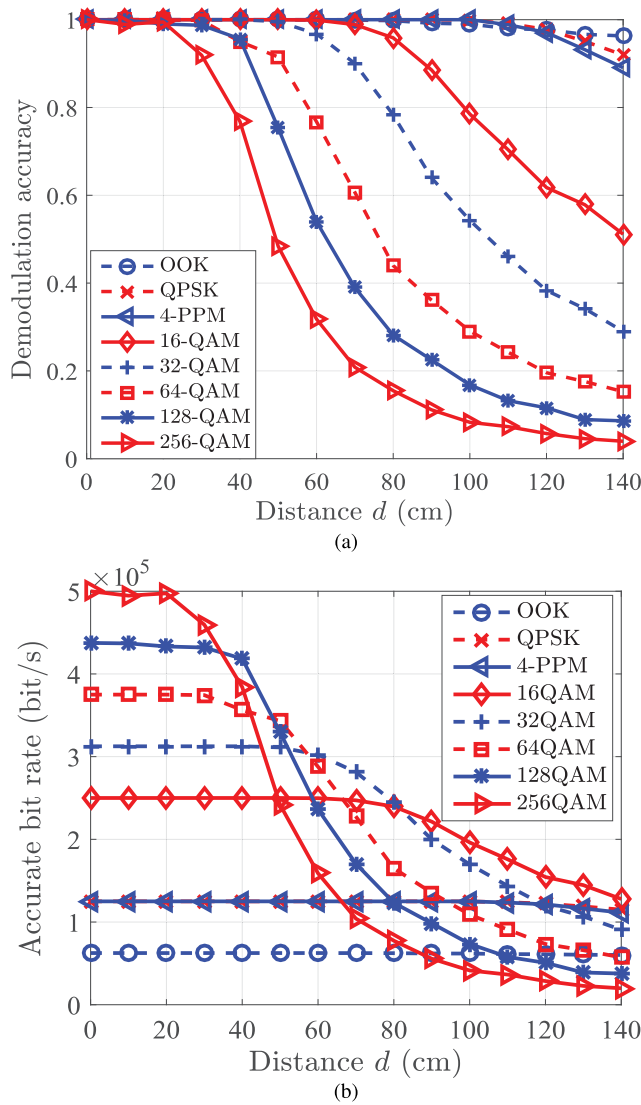 1
0.8
0.6
0.4
0.2
0
Demodulation accuracy
OOK
QPSK
4-PPM
16-QAM
32-QAM
64-QAM
128-QAM
256-QAM
0 20 40 60 80 100 120 140
Distance d (cm)
(a)
×10⁵
5
4
3
2
1
0
Accurate bit rate (bit/s)
OOK
QPSK
4-PPM
16QAM
32QAM
64QAM
128QAM
256QAM
0 20 40 60 80 100 120 140
Distance d (cm)
(b)